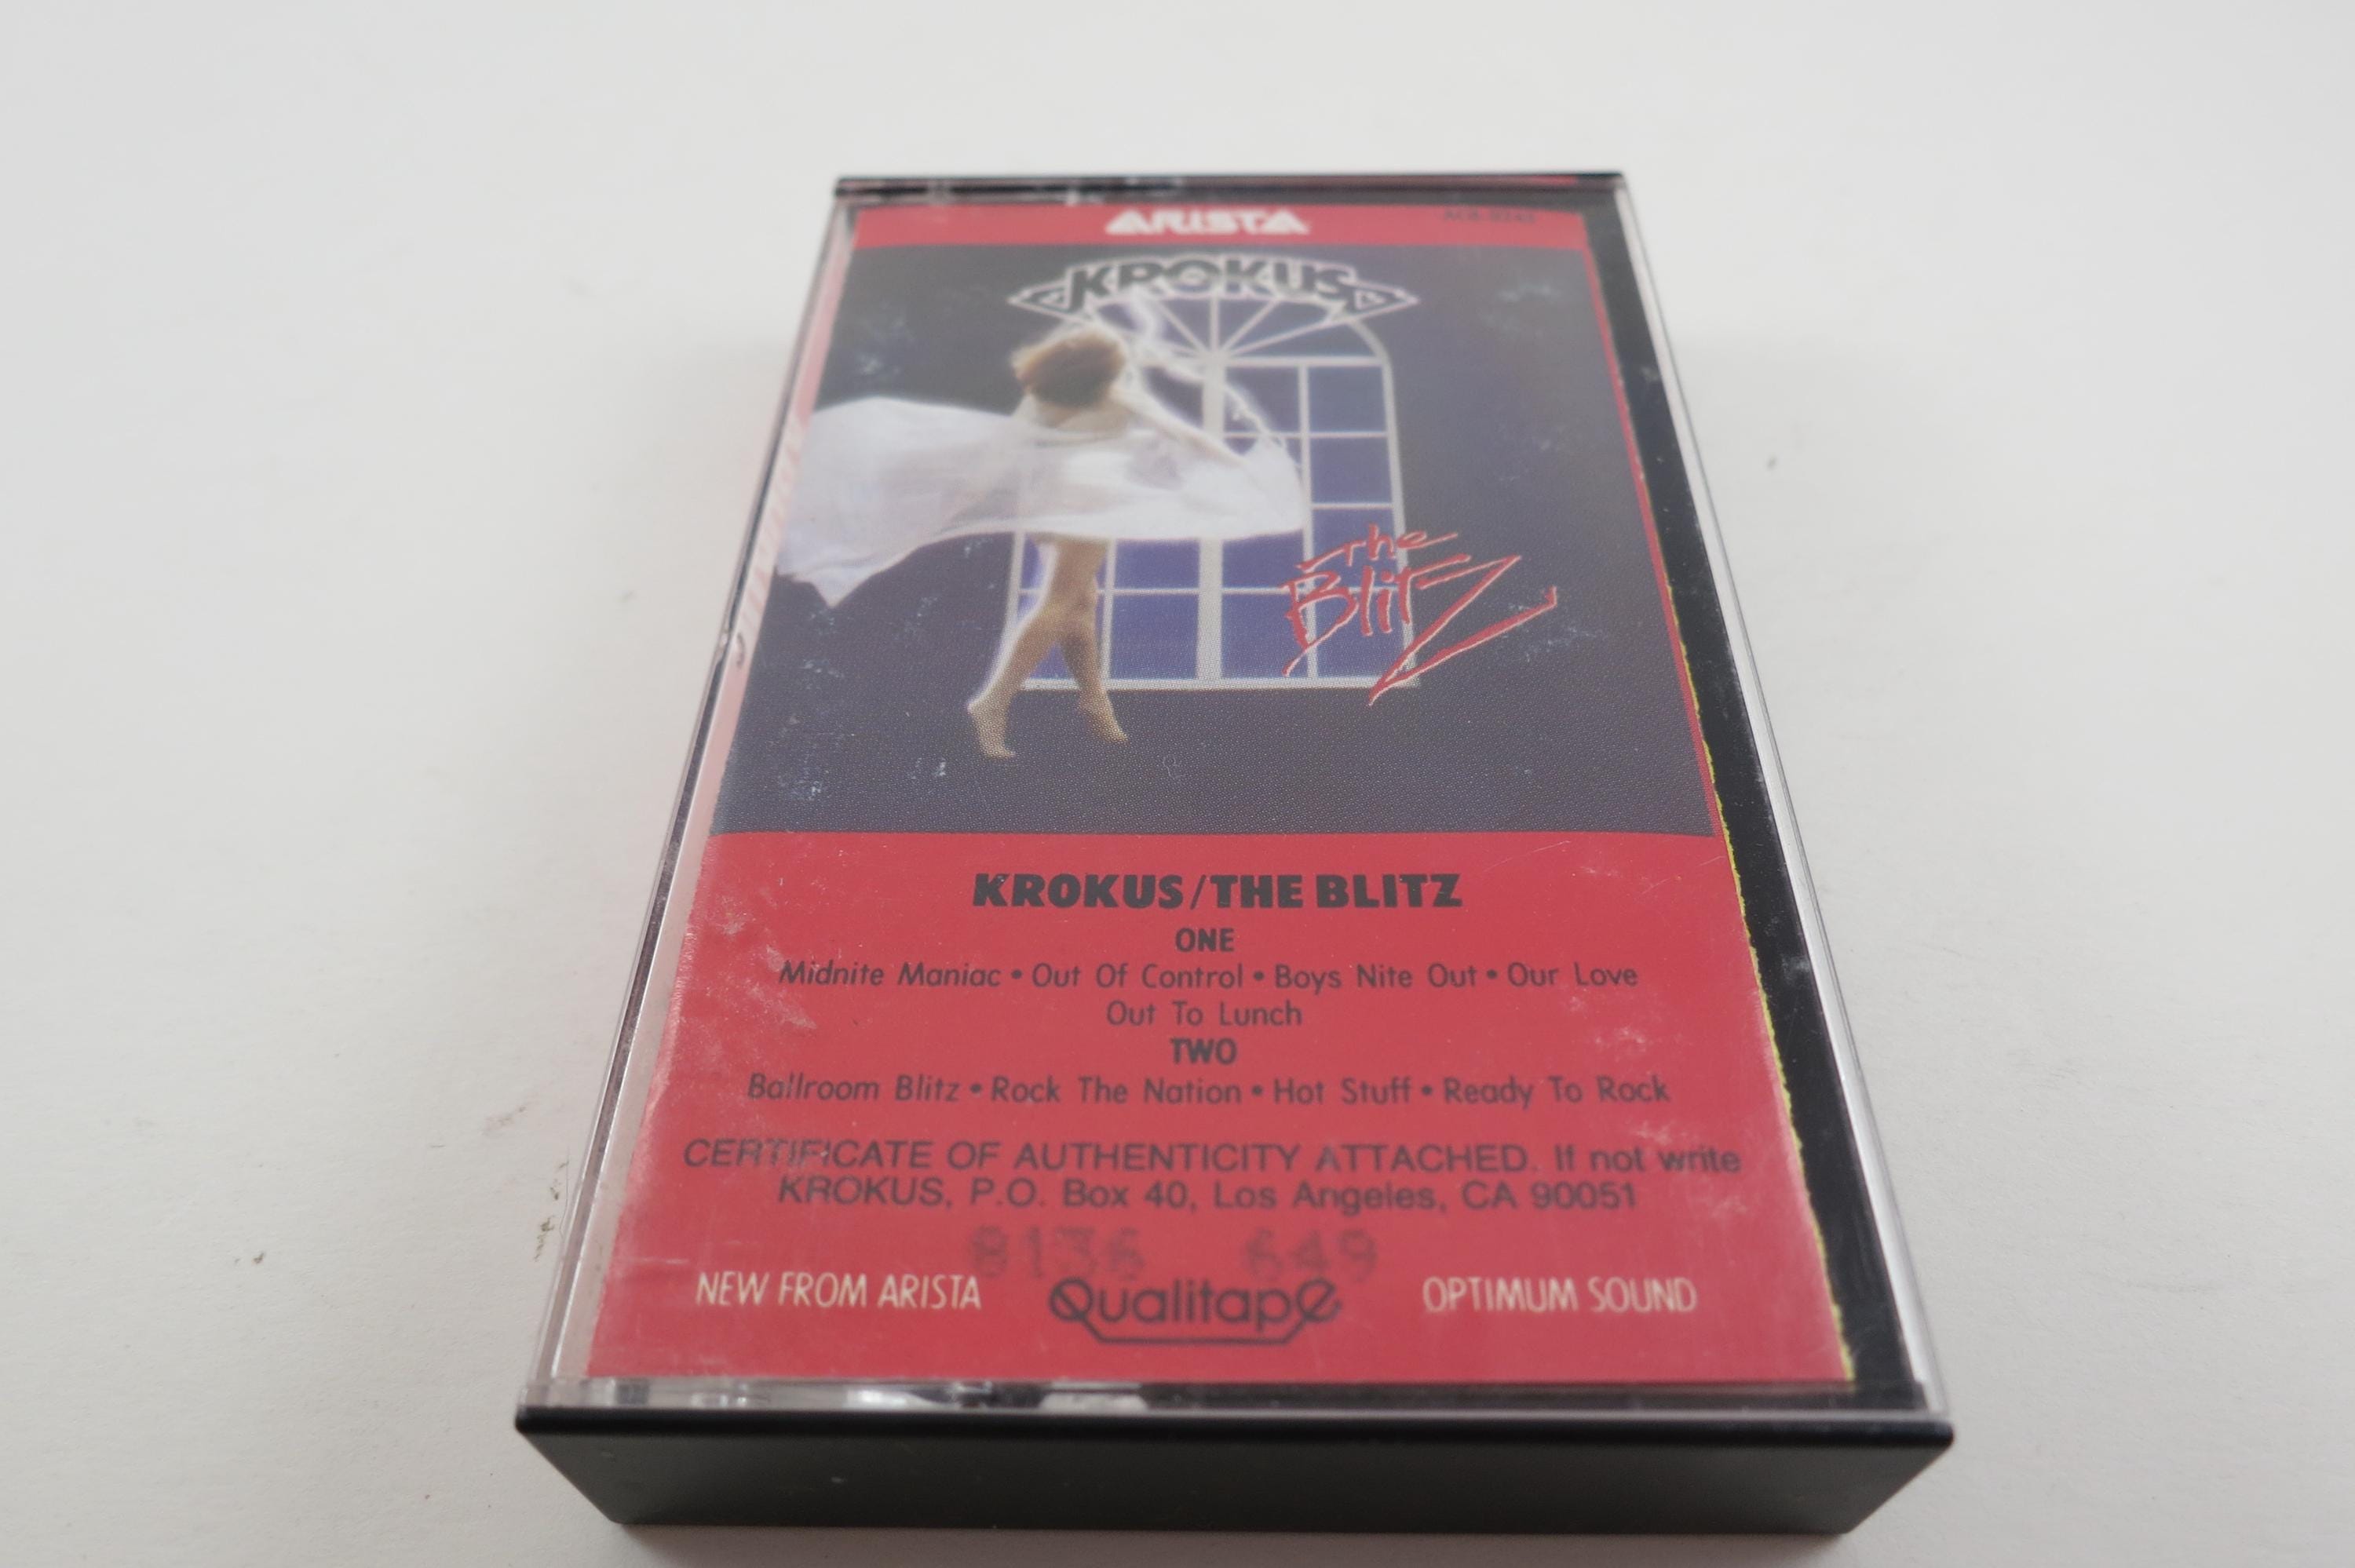 ARISTA
KROKUS
The
Blitz
KROKUS/THE BLITZ
ONE
Midnite Maniac • Out Of Control • Boys Nite Out • Our Love
Out To Lunch
TWO
Ballroom Blitz • Rock The Nation • Hot Stuff • Ready To Rock
CERTIFICATE OF AUTHENTICITY ATTACHED. If not write
KROKUS, P.O. Box 40, Los Angeles, CA 90051
8136 649
NEW FROM ARISTA Qualitape OPTIMUM SOUND